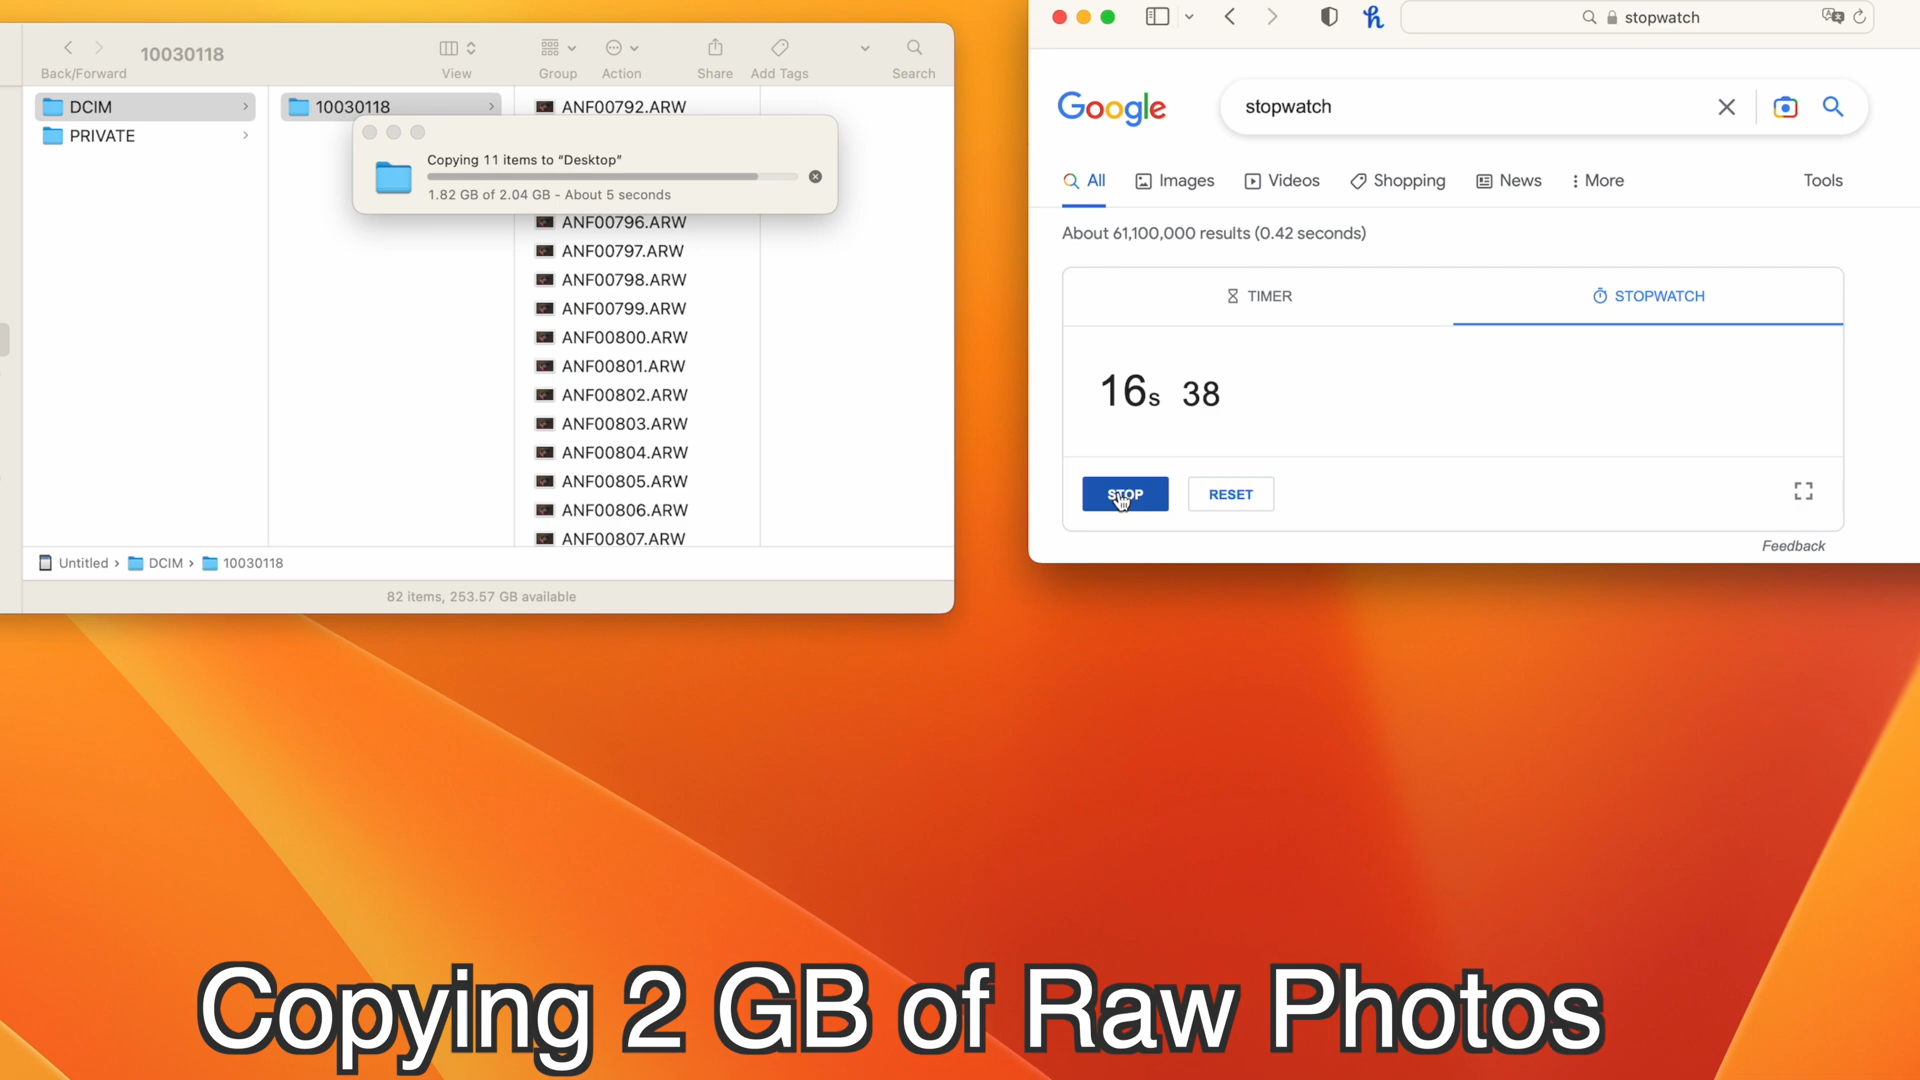 10030118
Back/Forward
View
Group
Action
Share
Add Tags
Search
DCIM
PRIVATE
10030118
ANF00792.ARW
Copying 11 items to “Desktop”
1.82 GB of 2.04 GB - About 5 seconds
ANF00796.ARW
ANF00797.ARW
ANF00798.ARW
ANF00799.ARW
ANF00800.ARW
ANF00801.ARW
ANF00802.ARW
ANF00803.ARW
ANF00804.ARW
ANF00805.ARW
ANF00806.ARW
ANF00807.ARW
Untitled › DCIM › 10030118
82 items, 253.57 GB available
stopwatch
Google
stopwatch
All Images Videos Shopping News More Tools
About 61,100,000 results (0.42 seconds)
TIMER STOPWATCH
16s 38
STOP RESET
Feedback
Copying 2 GB of Raw Photos